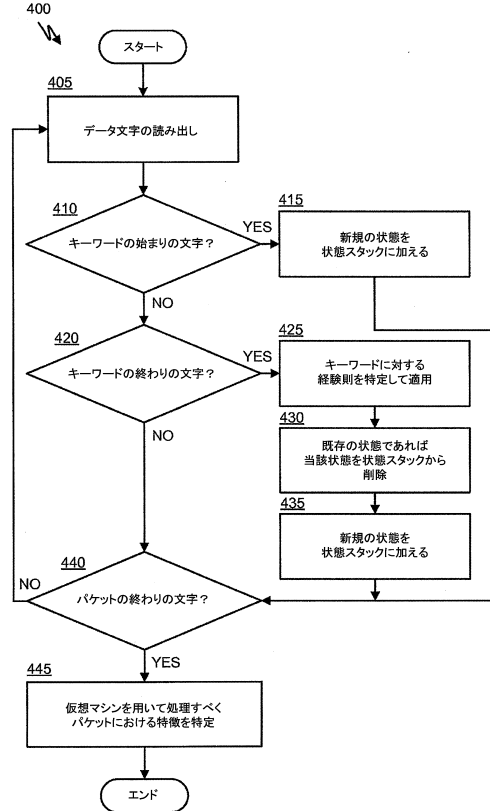 400
スタート
405
データ文字の読み出し
410
キーワードの始まりの文字？
YES
415
新規の状態を
状態スタックに加える
NO
420
キーワードの終わりの文字？
YES
425
キーワードに対する
経験則を特定して適用
NO
430
既存の状態であれば
当該状態を状態スタックから
削除
435
新規の状態を
状態スタックに加える
440
パケットの終わりの文字？
NO
YES
445
仮想マシンを用いて処理すべく
パケットにおける特徴を特定
エンド